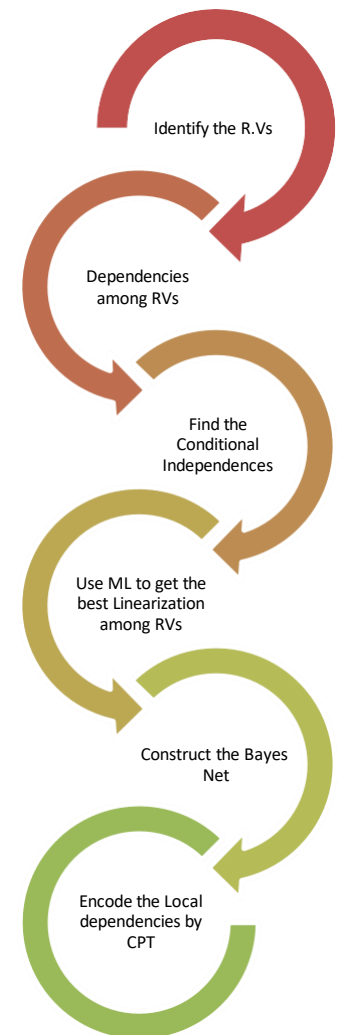 Identify the R.Vs
Dependencies
among RVs
Find the
Conditional
Independences
Use ML to get the
best Linearization
among RVs
Construct the Bayes
Net
Encode the Local
dependencies by
CPT